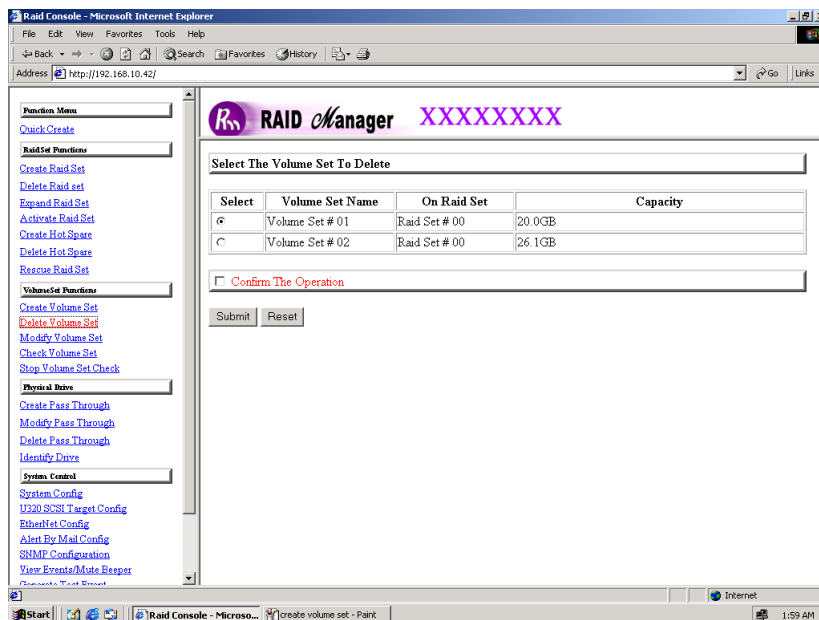 Raid Console - Microsoft Internet Explorer
File Edit View Favorites Tools Help
Back Search Favorites History
Address http://192.168.10.42/ Go Links
Function Menu
Quick Create
RaidSet Functions
Create Raid Set
Delete Raid set
Expand Raid Set
Activate Raid Set
Create Hot Spare
Delete Hot Spare
Rescue Raid Set
VolumeSet Functions
Create Volume Set
Delete Volume Set
Modify Volume Set
Check Volume Set
Stop Volume Set Check
Physical Drive
Create Pass Through
Modify Pass Through
Delete Pass Through
Identify Drive
System Control
System Config
U320 SCSI Target Config
EtherNet Config
Alert By Mail Config
SNMP Configuration
View Events/Mute Beeper
Generate Test Event
Rm RAID Manager XXXXXXXX
Select The Volume Set To Delete
Select Volume Set Name On Raid Set Capacity
Volume Set # 01 Raid Set # 00 20.0GB
Volume Set # 02 Raid Set # 00 26.1GB
Confirm The Operation
Submit Reset
Internet
Start Raid Console - Microso... create volume set - Paint 1:59 AM